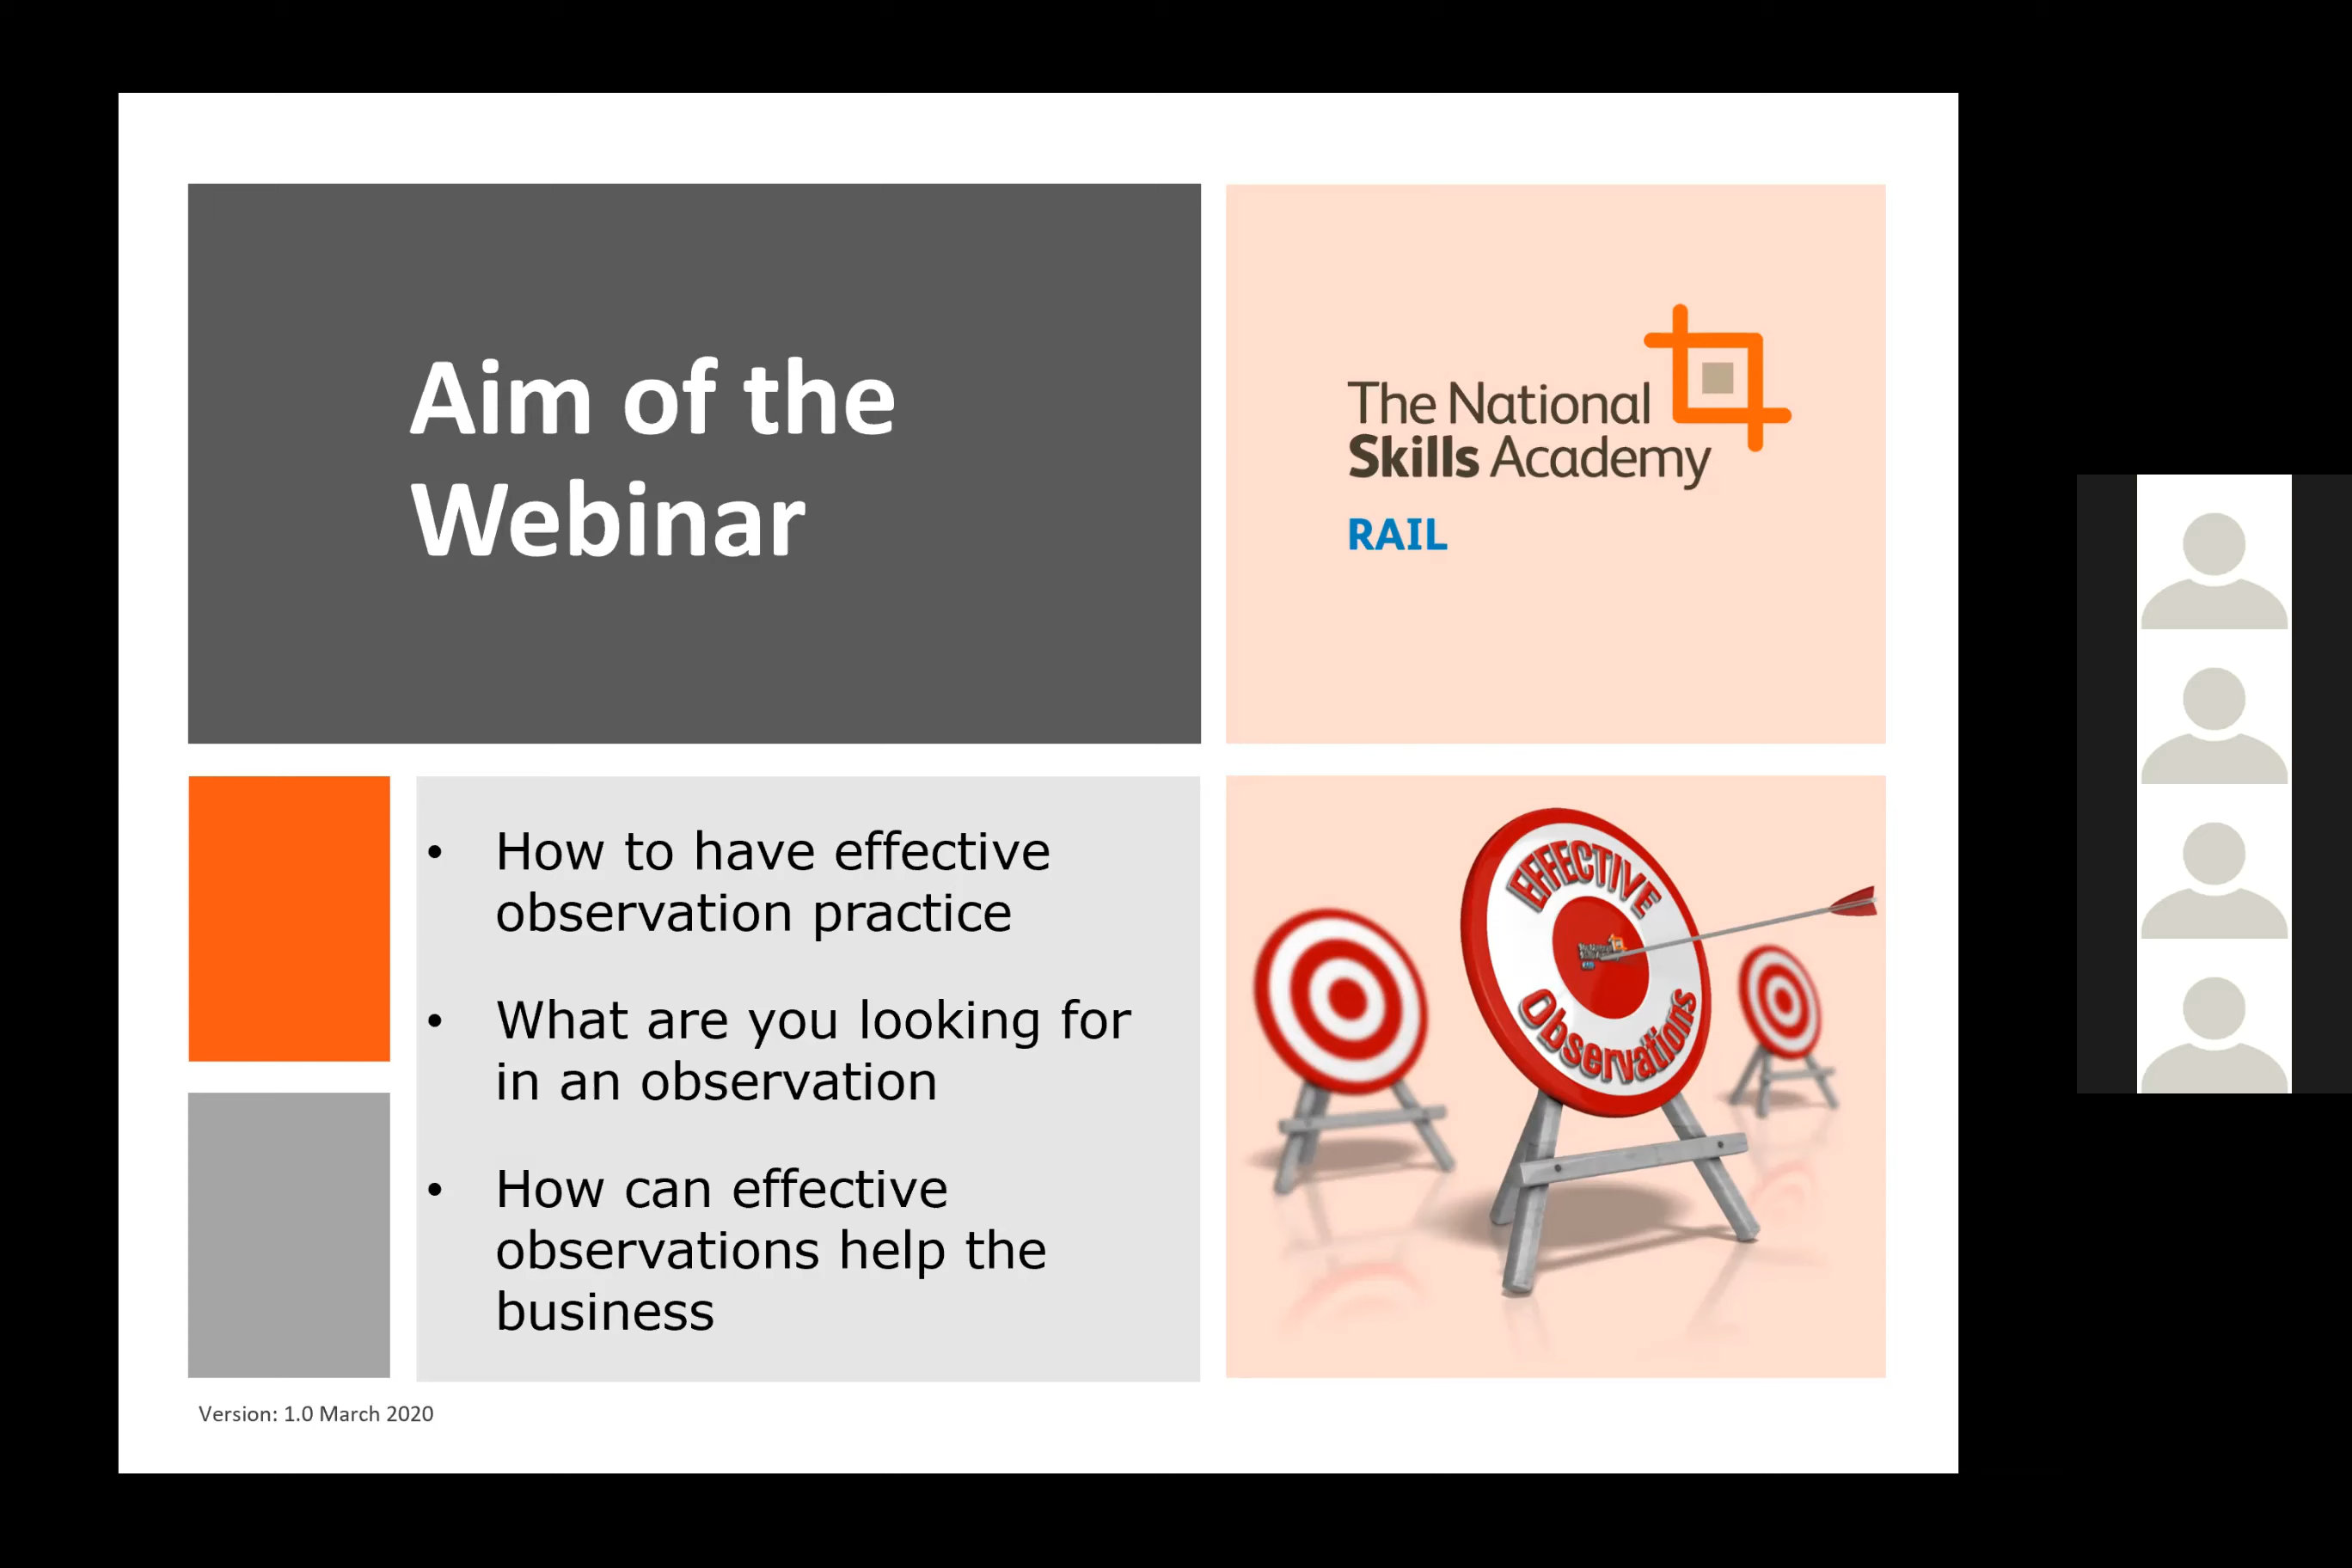 Aim of the
Webinar
The National
Skills Academy
RAIL
• How to have effective
observation practice
• What are you looking for
in an observation
• How can effective
observations help the
business
EFFECTIVE
Observations
Version: 1.0 March 2020